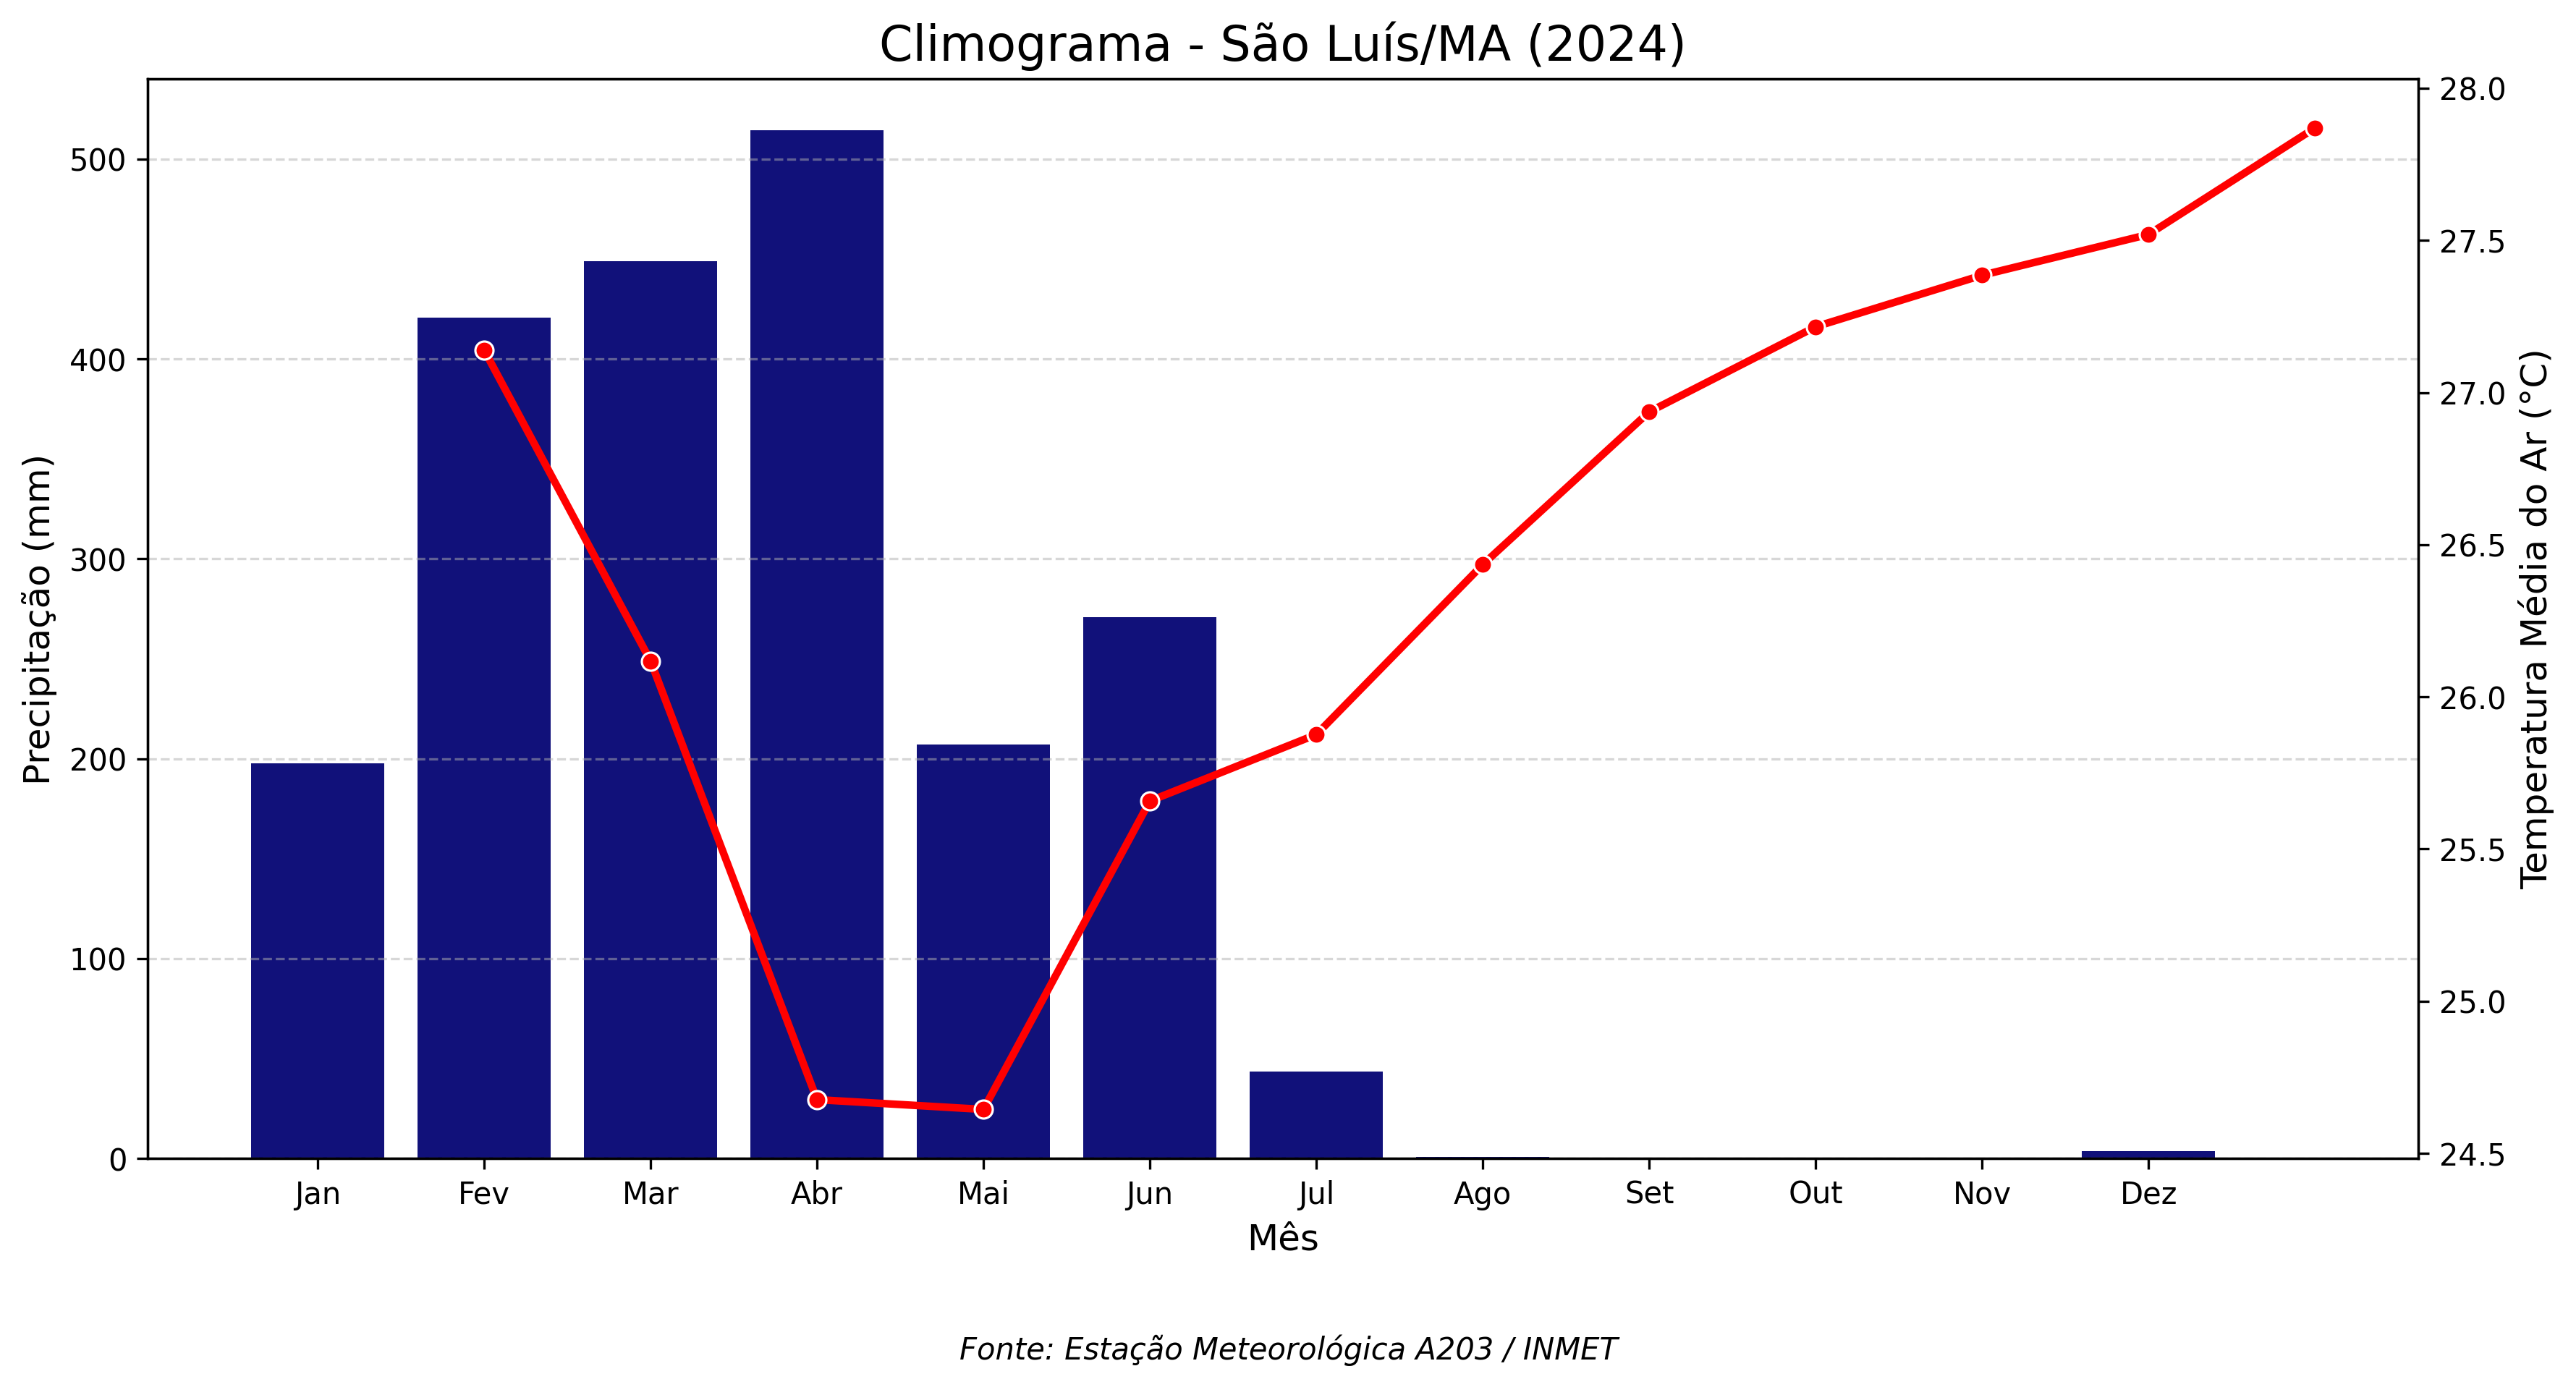 Climograma - São Luís/MA (2024)
Precipitação (mm)
500
400
300
200
100
0
28.0
27.5
27.0
26.5
26.0
25.5
25.0
24.5
Temperatura Média do Ar (°C)
Jan Fev Mar Abr Mai Jun Jul Ago Set Out Nov Dez
Mês
Fonte: Estação Meteorológica A203 / INMET